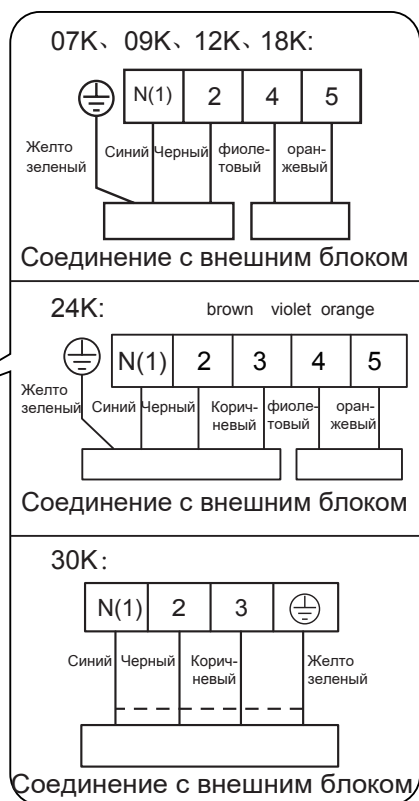 07K、09K、12K、18K:
N(1) 2 4 5
Желто зеленый
Синий
Черный
фиоле-
товый
оран-
жевый
Соединение с внешним блоком
24K:
brown violet orange
N(1) 2 3 4 5
Желто
зеленый
Синий
Черный
Корич-
невый
фиоле-
товый
оран-
жевый
Соединение с внешним блоком
30K:
N(1) 2 3
Синий
Черный
Корич-
невый
Желто
зеленый
Соединение с внешним блоком